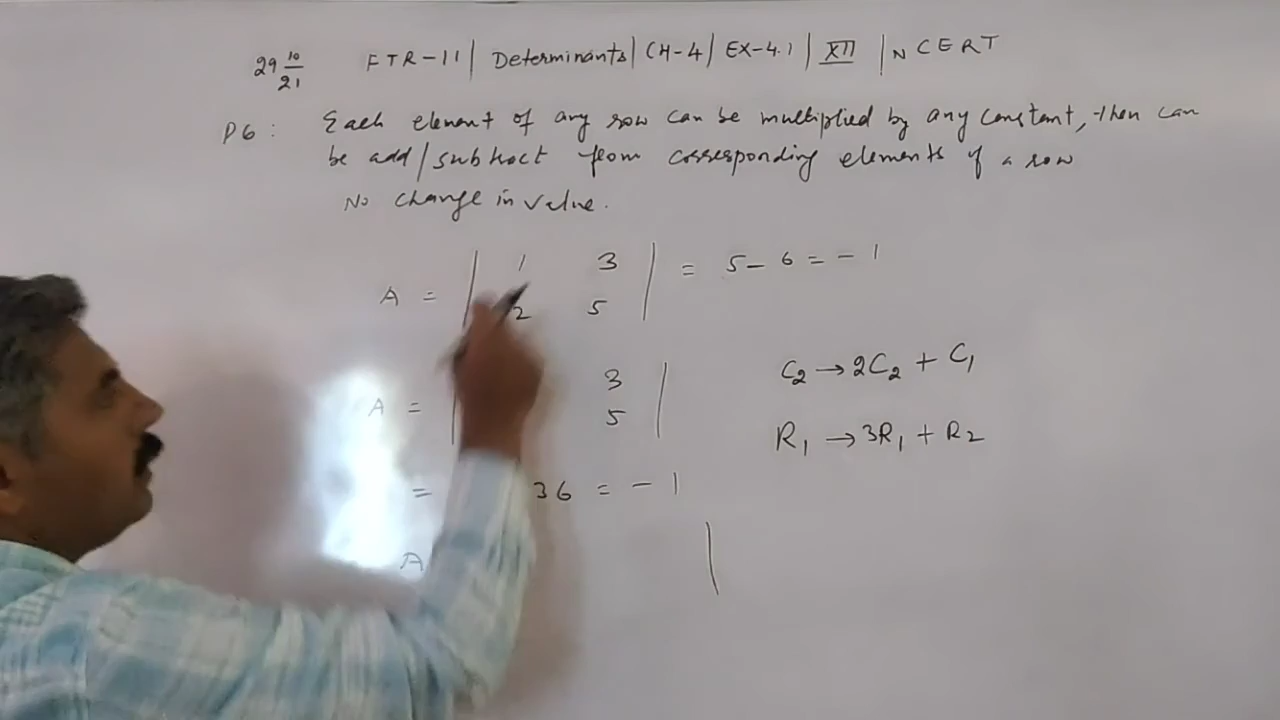 29 10/21 FTR-11 | Determinants | CH-4 | EX-4.1 | XII | NCERT
P6 : Each element of any row can be multiplied by any constant, then can
be add/subtract from corresponding elements of a row
No change in value.
A = | 1 3 | = 5 - 6 = - 1
2 5
A = | 3 |
5
C2 → 2C2 + C1
R1 → 3R1 + R2
= 36 = - 1
A |